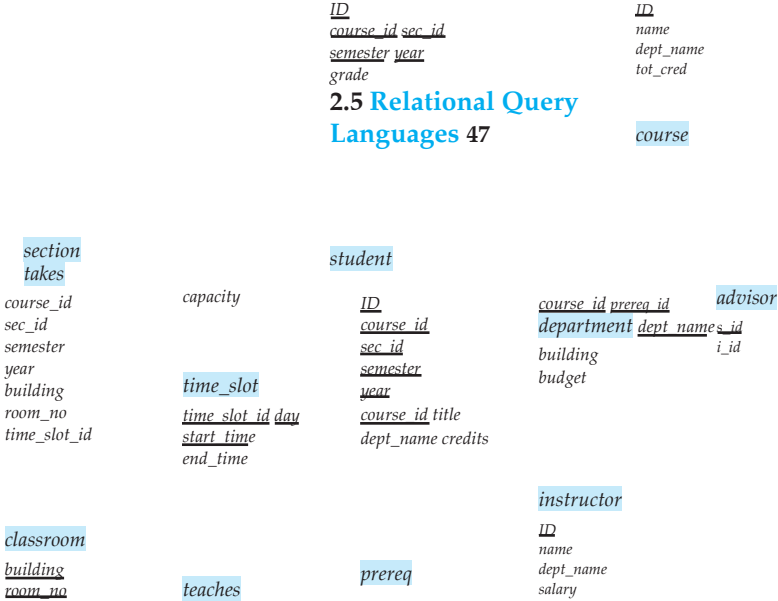 ID
course_id sec_id
semester year
grade
2.5 Relational Query
Languages 47
ID
name
dept_name
tot_cred
course
section
takes
course_id
sec_id
semester
year
building
room_no
time_slot_id
capacity
time_slot
time_slot_id day
start_time
end_time
student
ID
course_id
sec_id
semester
year
course_id title
dept_name credits
course_id prereq_id
department dept_name
building
budget
advisor
s_id
i_id
instructor
ID
name
dept_name
salary
classroom
building
room_no
teaches
prereq